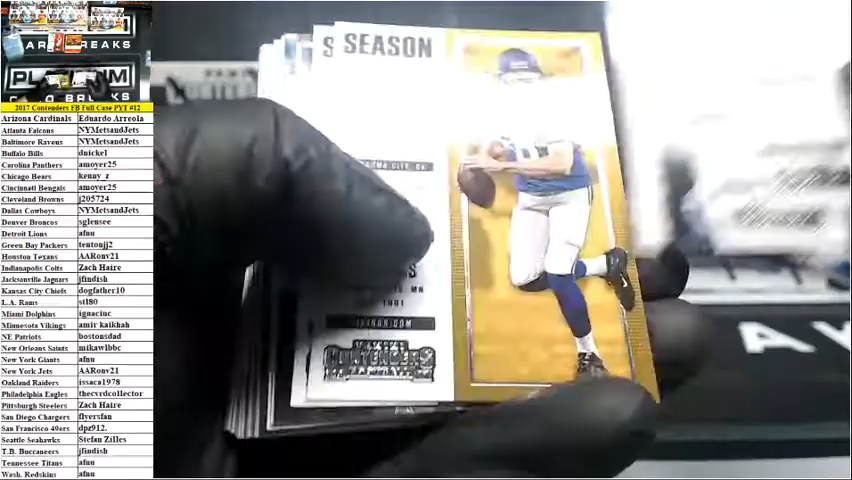 AR BREAKS
PLATINUM
2017 Contenders FB Full Case PYT #12
Arizona Cardinals Eduardo Arreola
Atlanta Falcons NYMetsandJets
Baltimore Ravens NYMetsandJets
Buffalo Bills dnickel
Carolina Panthers amoyer25
Chicago Bears kenny_z
Cincinnati Bengals amoyer25
Cleveland Browns j205724
Dallas Cowboys NYMetsandJets
Denver Broncos sglensee
Detroit Lions afnu
Green Bay Packers tentonjj2
Houston Texans AARonv21
Indianapolis Colts Zach Haire
Jacksonville Jaguars jfindish
Kansas City Chiefs dogfather10
L.A. Rams stl80
Miami Dolphins ignacinc
Minnesota Vikings amir kaikhah
NE Patriots bostonsdad
New Orleans Saints mikawlbbc
New York Giants afnu
New York Jets AARonv21
Oakland Raiders issaca1978
Philadelphia Eagles thecvrdcollector
Pittsburgh Steelers Zach Haire
San Diego Chargers flyersfan
San Francisco 49ers dpz912.
Seattle Seahawks Stefan Zilles
T.B. Buccaneers jfindish
Tennessee Titans afnu
Wash. Redskins afnu
S SEASON
CONTENDERS
A Y